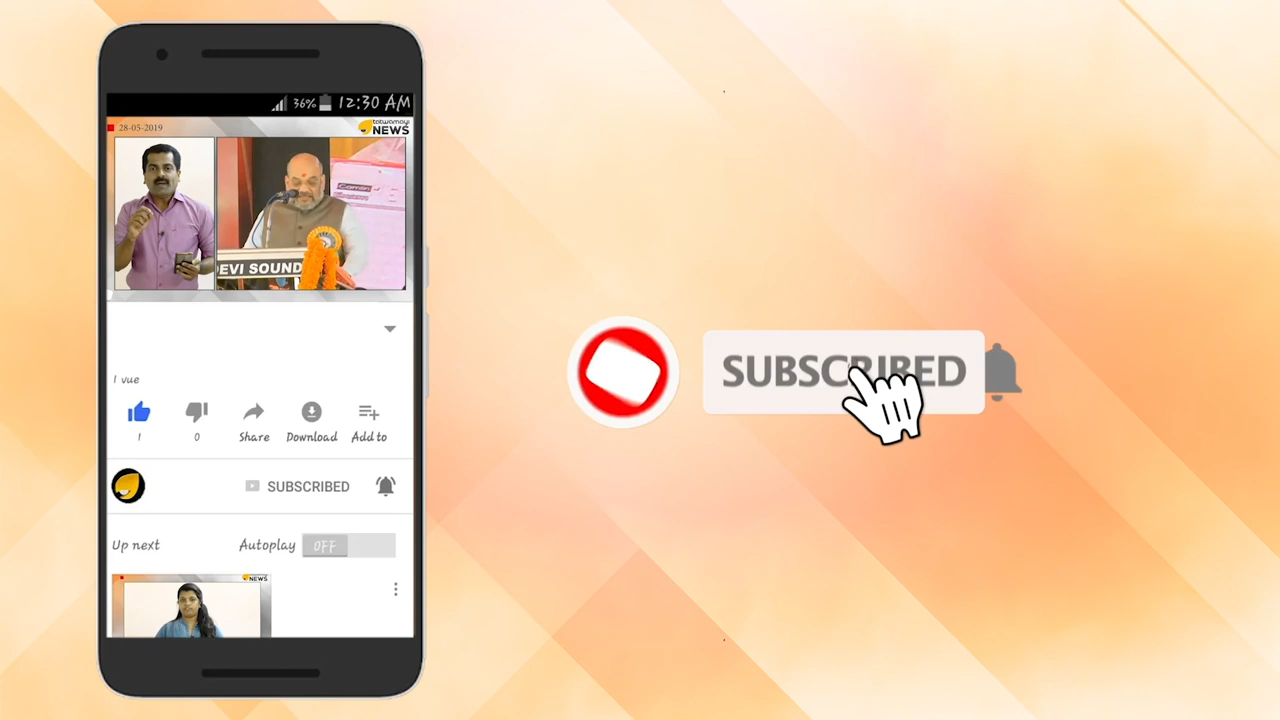 36% 12:30 AM
28-05-2019
tatwamayi
NEWS
DEVI SOUND
1 vue
1
0
Share
Download
Add to
SUBSCRIBED
Up next
Autoplay
OFF
NEWS
SUBSCRIBED